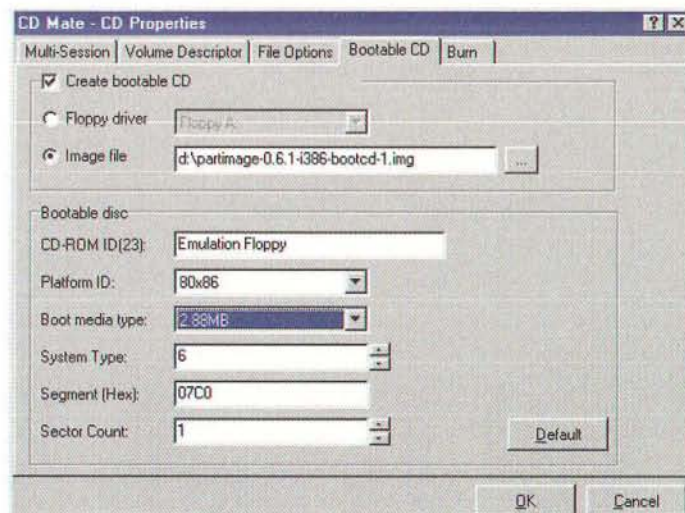 CD Mate - CD Properties
Multi-Session Volume Descriptor File Options Bootable CD Burn
Create bootable CD
Floppy driver Floppy A:
Image file d:\partimage-0.6.1-i386-bootcd-1.img ...
Bootable disc
CD-ROM ID(23): Emulation Floppy
Platform ID: 80x86
Boot media type: 2.88MB
System Type: 6
Segment (Hex): 07C0
Sector Count: 1
Default
OK Cancel